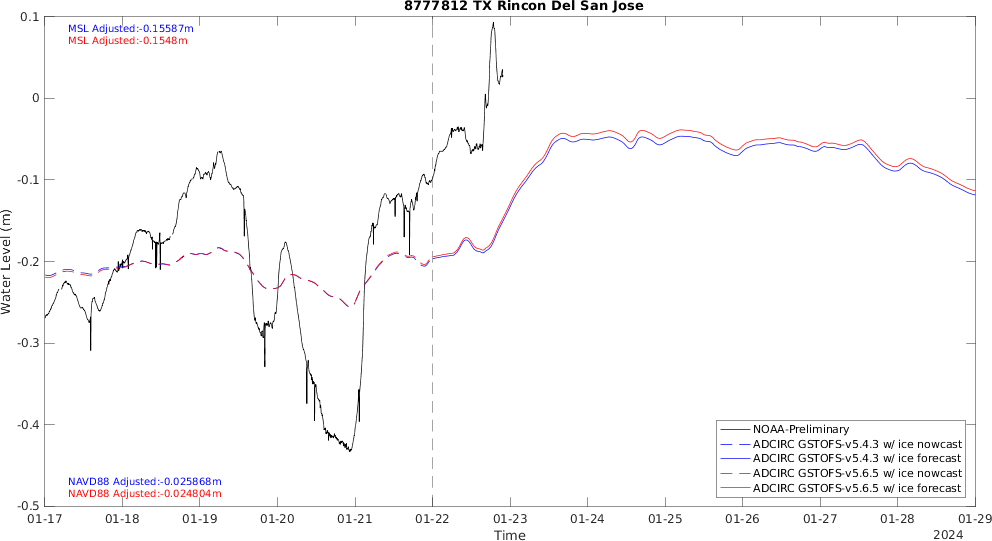 8777812 TX Rincon Del San Jose
MSL Adjusted:-0.15587m
MSL Adjusted:-0.1548m
0.1
0
-0.1
-0.2
-0.3
-0.4
-0.5
Water Level (m)
NAVD88 Adjusted:-0.025868m
NAVD88 Adjusted:-0.024804m
NOAA-Preliminary
ADCIRC GSTOFS-v5.4.3 w/ ice nowcast
ADCIRC GSTOFS-v5.4.3 w/ ice forecast
ADCIRC GSTOFS-v5.6.5 w/ ice nowcast
ADCIRC GSTOFS-v5.6.5 w/ ice forecast
01-17 01-18 01-19 01-20 01-21 01-22 01-23 01-24 01-25 01-26 01-27 01-28 01-29
Time
2024